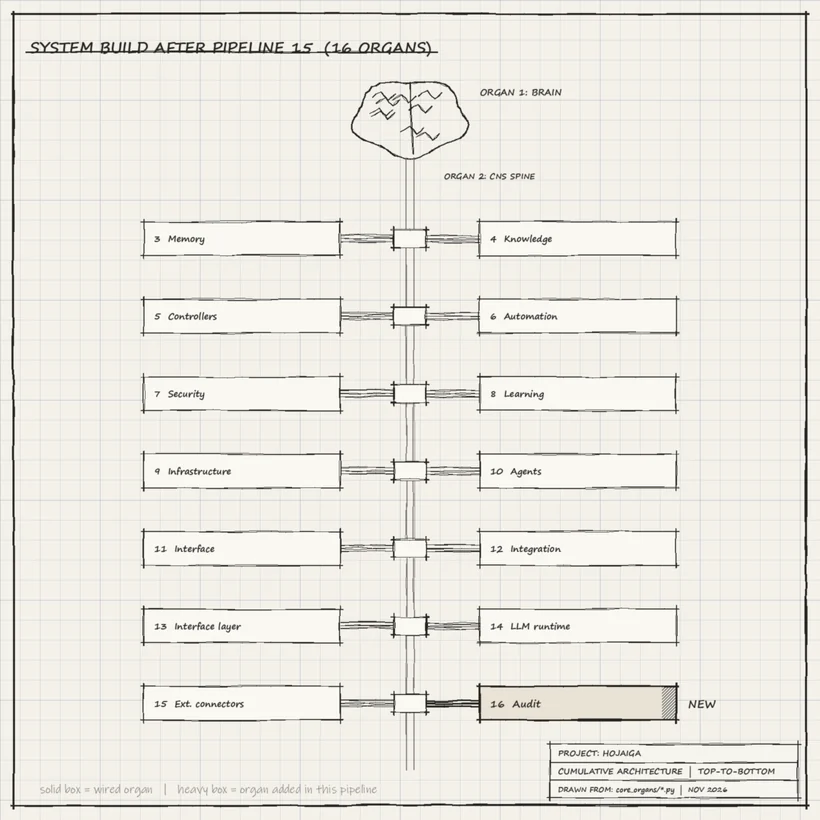 SYSTEM BUILD AFTER PIPELINE 15 (16 ORGANS)
ORGAN 1: BRAIN
ORGAN 2: CNS SPINE
3 Memory
4 Knowledge
5 Controllers
6 Automation
7 Security
8 Learning
9 Infrastructure
10 Agents
11 Interface
12 Integration
13 Interface layer
14 LLM runtime
15 Ext. connectors
16 Audit
NEW
PROJECT: HOJAIGA
CUMULATIVE ARCHITECTURE | TOP-TO-BOTTOM
DRAWN FROM: core_organs/*.py | NOV 2026
solid box = wired organ | heavy box = organ added in this pipeline